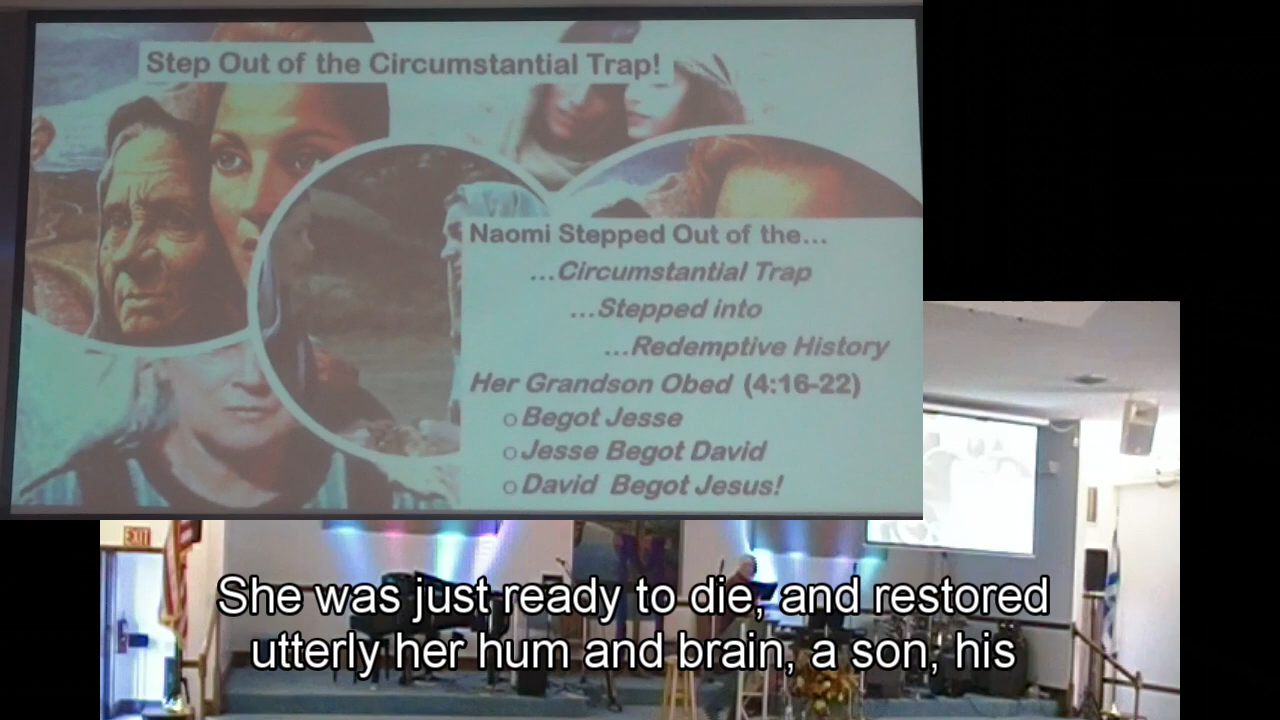 Step Out of the Circumstantial Trap!
Naomi Stepped Out of the...
...Circumstantial Trap
...Stepped into
...Redemptive History
Her Grandson Obed (4:16-22)
o Begot Jesse
o Jesse Begot David
o David Begot Jesus!
EXIT
She was just ready to die, and restored
utterly her hum and brain, a son, his